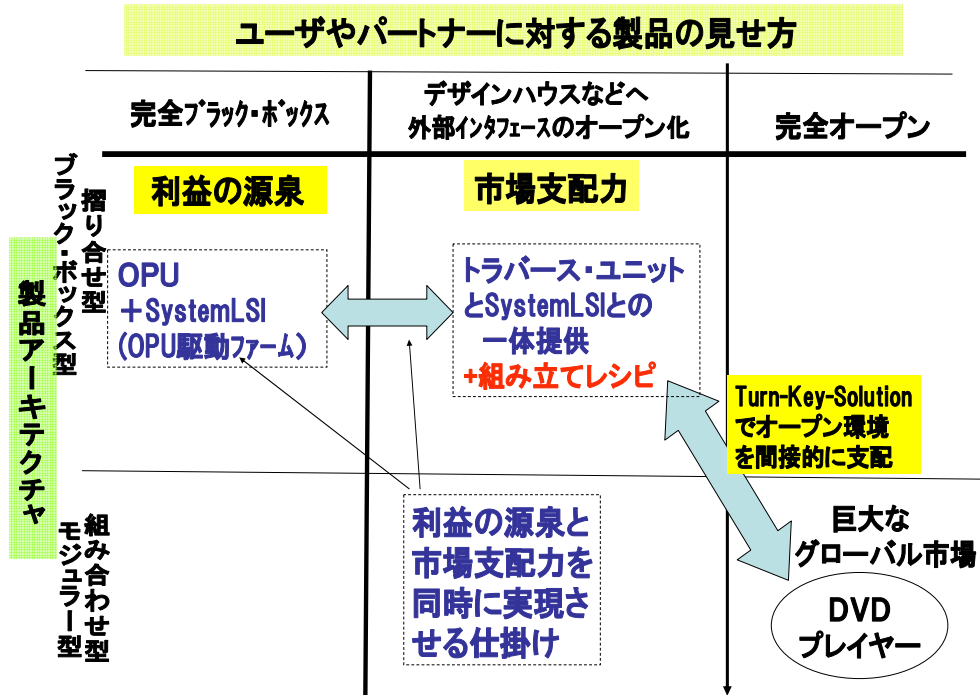 ユーザやパートナーに対する製品の見せ方
完全ブラック・ボックス
デザインハウスなどへ
外部インタフェースのオープン化
完全オープン
製品アーキテクチャ
摺り合せ型
ブラック・ボックス型
利益の源泉
市場支配力
OPU
＋SystemLSI
(OPU駆動ファーム)
トラバース・ユニット
とSystemLSIとの
一体提供
+組み立てレシピ
Turn-Key-Solution
でオープン環境
を間接的に支配
組み合わせ型
モジュラー型
利益の源泉と
市場支配力を
同時に実現さ
せる仕掛け
巨大な
グローバル市場
DVD
プレイヤー